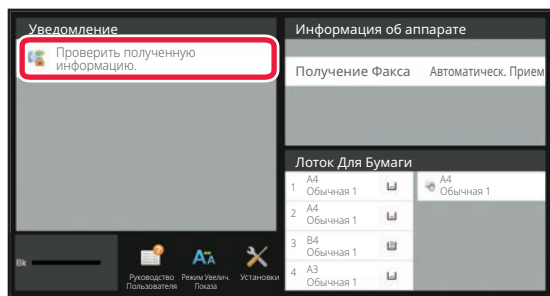 Уведомление
Проверить полученную
информацию.
Информация об аппарате
Получение Факса Автоматическ. Прием
Лоток Для Бумаги
1 A4
Обычная 1
A4
Обычная 1
2 A4
Обычная 1
3 B4
Обычная 1
4 A3
Обычная 1
Bk
Руководство
Пользователя
Режим Увелич.
Показа
Установки